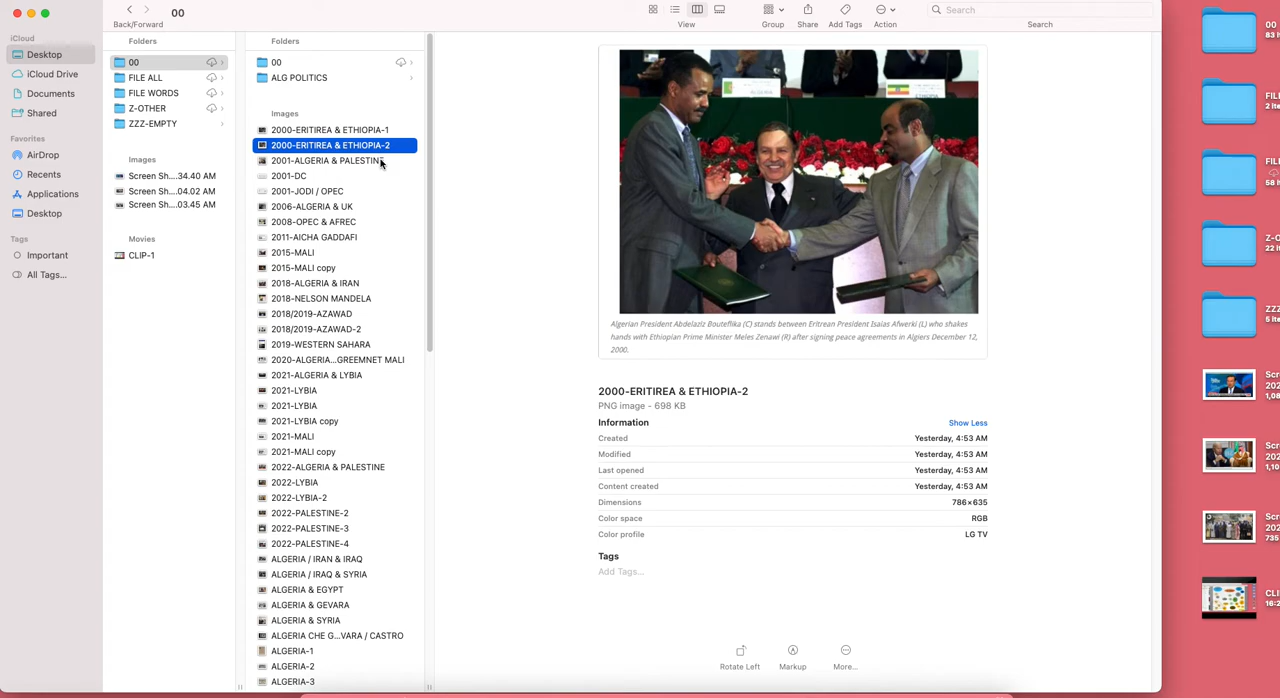 00
Search
Back/Forward
View
Group
Share
Add Tags
Action
Search
iCloud
Desktop
iCloud Drive
Documents
Shared
Favorites
AirDrop
Recents
Applications
Desktop
Tags
Important
All Tags...
Folders
00
FILE ALL
FILE WORDS
Z-OTHER
ZZZ-EMPTY
Images
Screen Sh....34.40 AM
Screen Sh....04.02 AM
Screen Sh....03.45 AM
Movies
CLIP-1
Folders
00
ALG POLITICS
Images
2000-ERITIREA & ETHIOPIA-1
2000-ERITIREA & ETHIOPIA-2
2001-ALGERIA & PALESTINE
2001-DC
2001-JODI / OPEC
2006-ALGERIA & UK
2008-OPEC & AFREC
2011-AICHA GADDAFI
2015-MALI
2015-MALI copy
2018-ALGERIA & IRAN
2018-NELSON MANDELA
2018/2019-AZAWAD
2018/2019-AZAWAD-2
2019-WESTERN SAHARA
2020-ALGERIA...GREEMNET MALI
2021-ALGERIA & LYBIA
2021-LYBIA
2021-LYBIA
2021-LYBIA copy
2021-MALI
2021-MALI copy
2022-ALGERIA & PALESTINE
2022-LYBIA
2022-LYBIA-2
2022-PALESTINE-2
2022-PALESTINE-3
2022-PALESTINE-4
ALGERIA / IRAN & IRAQ
ALGERIA / IRAQ & SYRIA
ALGERIA & EGYPT
ALGERIA & GEVARA
ALGERIA & SYRIA
ALGERIA CHE G...VARA / CASTRO
ALGERIA-1
ALGERIA-2
ALGERIA-3
ETHIOPIA
Algerian President Abdelaziz Bouteflika (C) stands between Eritrean President Isaias Afwerki (L) who shakes
hands with Ethiopian Prime Minister Meles Zenawi (R) after signing peace agreements in Algiers December 12,
2000.
2000-ERITIREA & ETHIOPIA-2
PNG image - 698 KB
Information
Show Less
Created Yesterday, 4:53 AM
Modified Yesterday, 4:53 AM
Last opened Yesterday, 4:53 AM
Content created Yesterday, 4:53 AM
Dimensions 786×635
Color space RGB
Color profile LG TV
Tags
Add Tags...
Rotate Left
Markup
More...
00